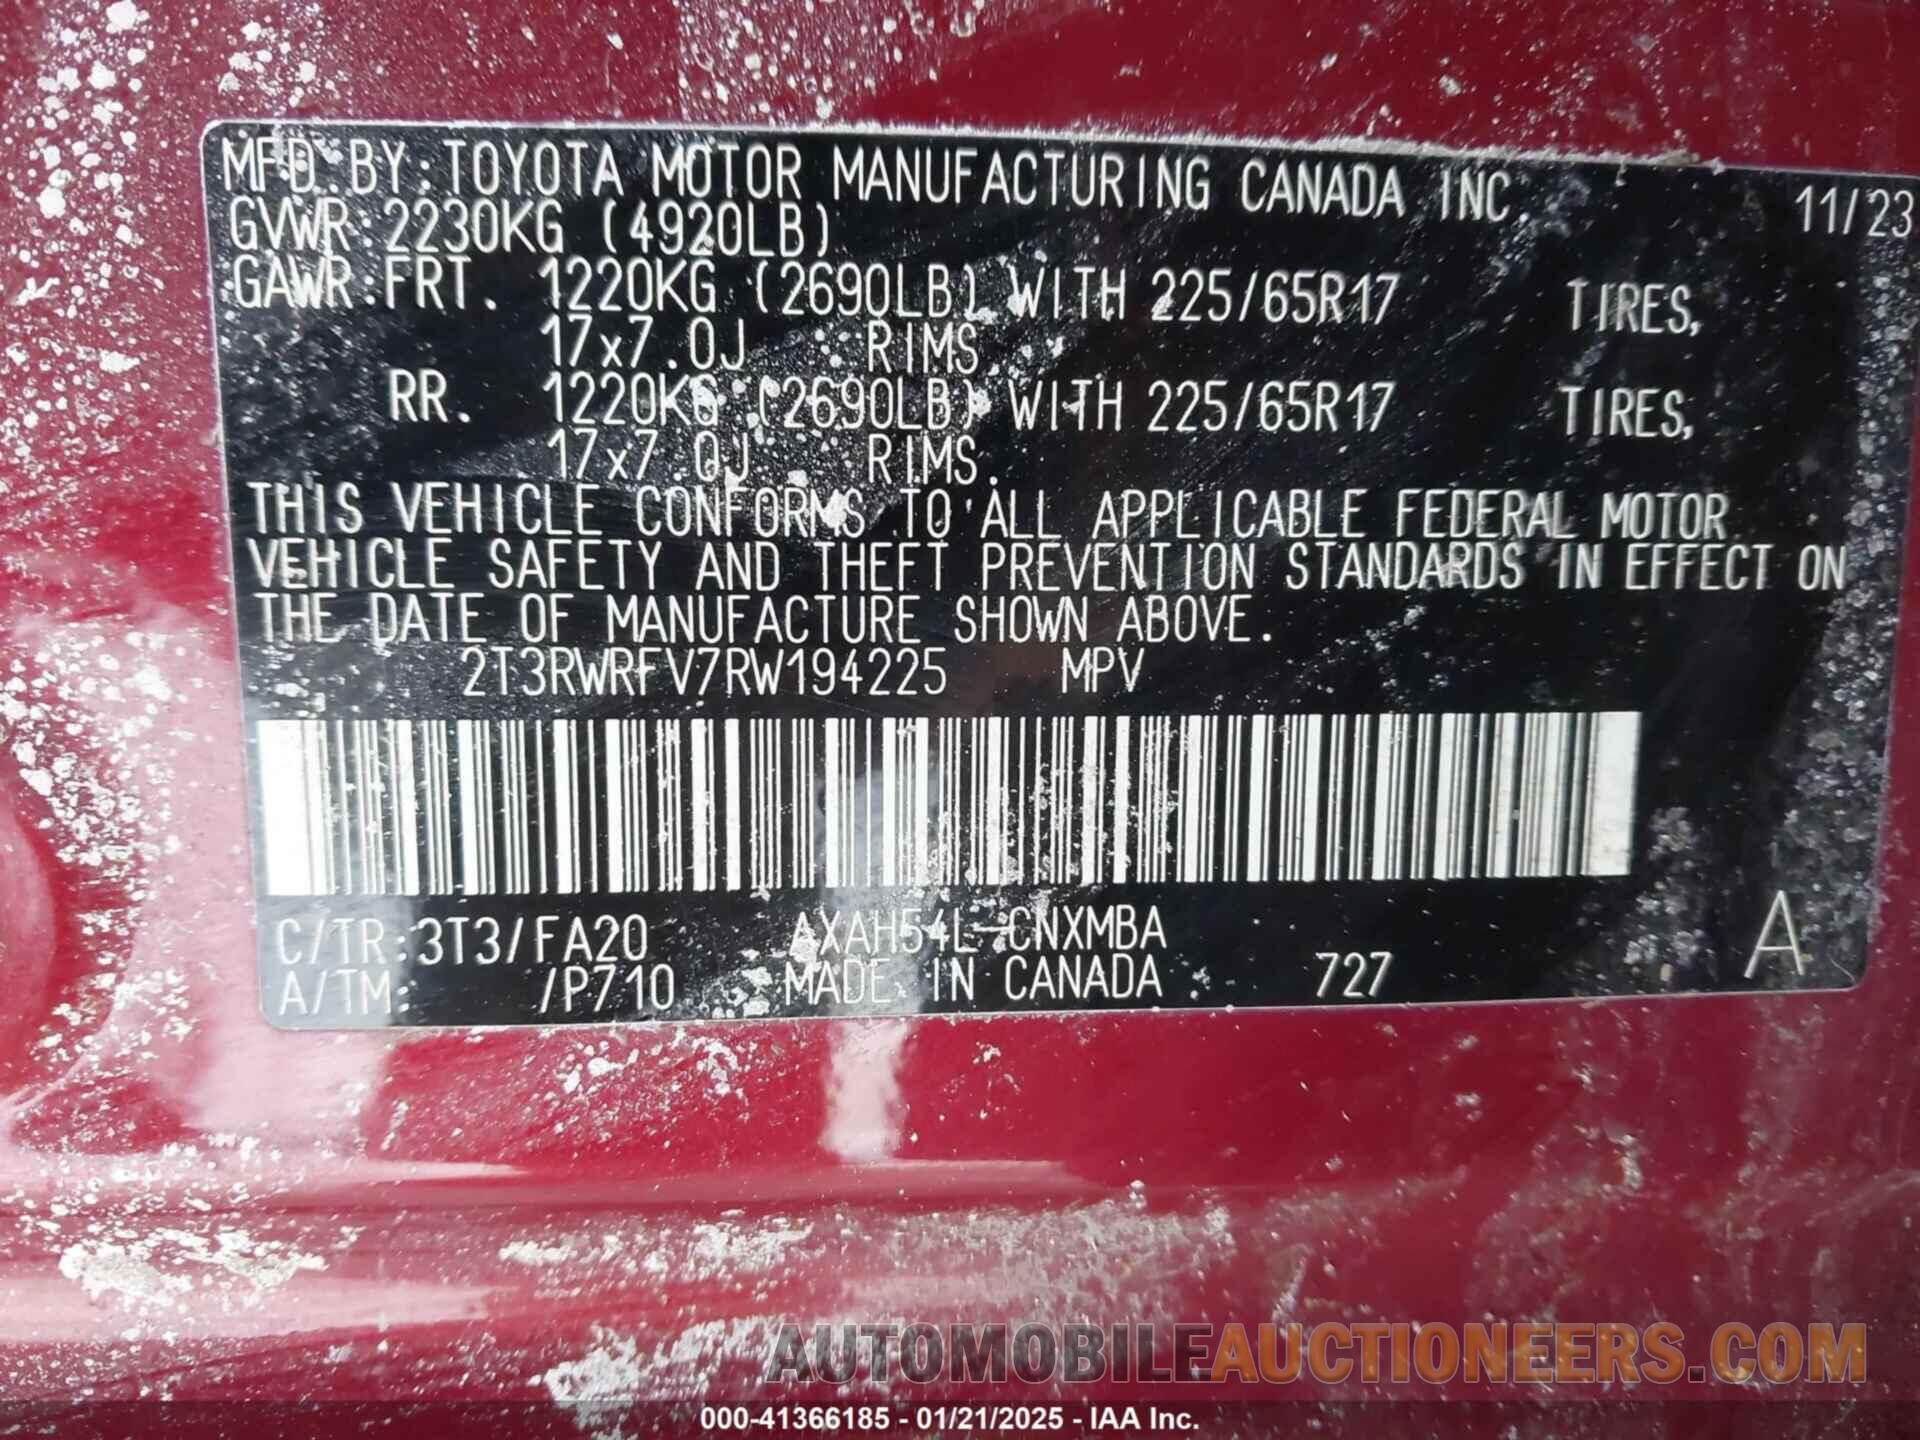 MFD. BY: TOYOTA MOTOR MANUFACTURING CANADA INC. 11/23
GVWR: 2230KG (4920LB)
GAWR: FRT. 1220KG (2690LB) WITH 225/65R17 TIRES,
17x7.0J RIMS.
RR. 1220KG (2690LB) WITH 225/65R17 TIRES,
17x7.0J RIMS.
THIS VEHICLE CONFORMS TO ALL APPLICABLE FEDERAL MOTOR
VEHICLE SAFETY AND THEFT PREVENTION STANDARDS IN EFFECT ON
THE DATE OF MANUFACTURE SHOWN ABOVE.
2T3RWRFV7RW194225 MPV
C/TR: 3T3/FA20 AXAH54L-CNXMBA A
A/TM: /P710 MADE IN CANADA 727
AUTOMOBILEAUCTIONEERS.COM
000-41366185 - 01/21/2025 - IAA Inc.